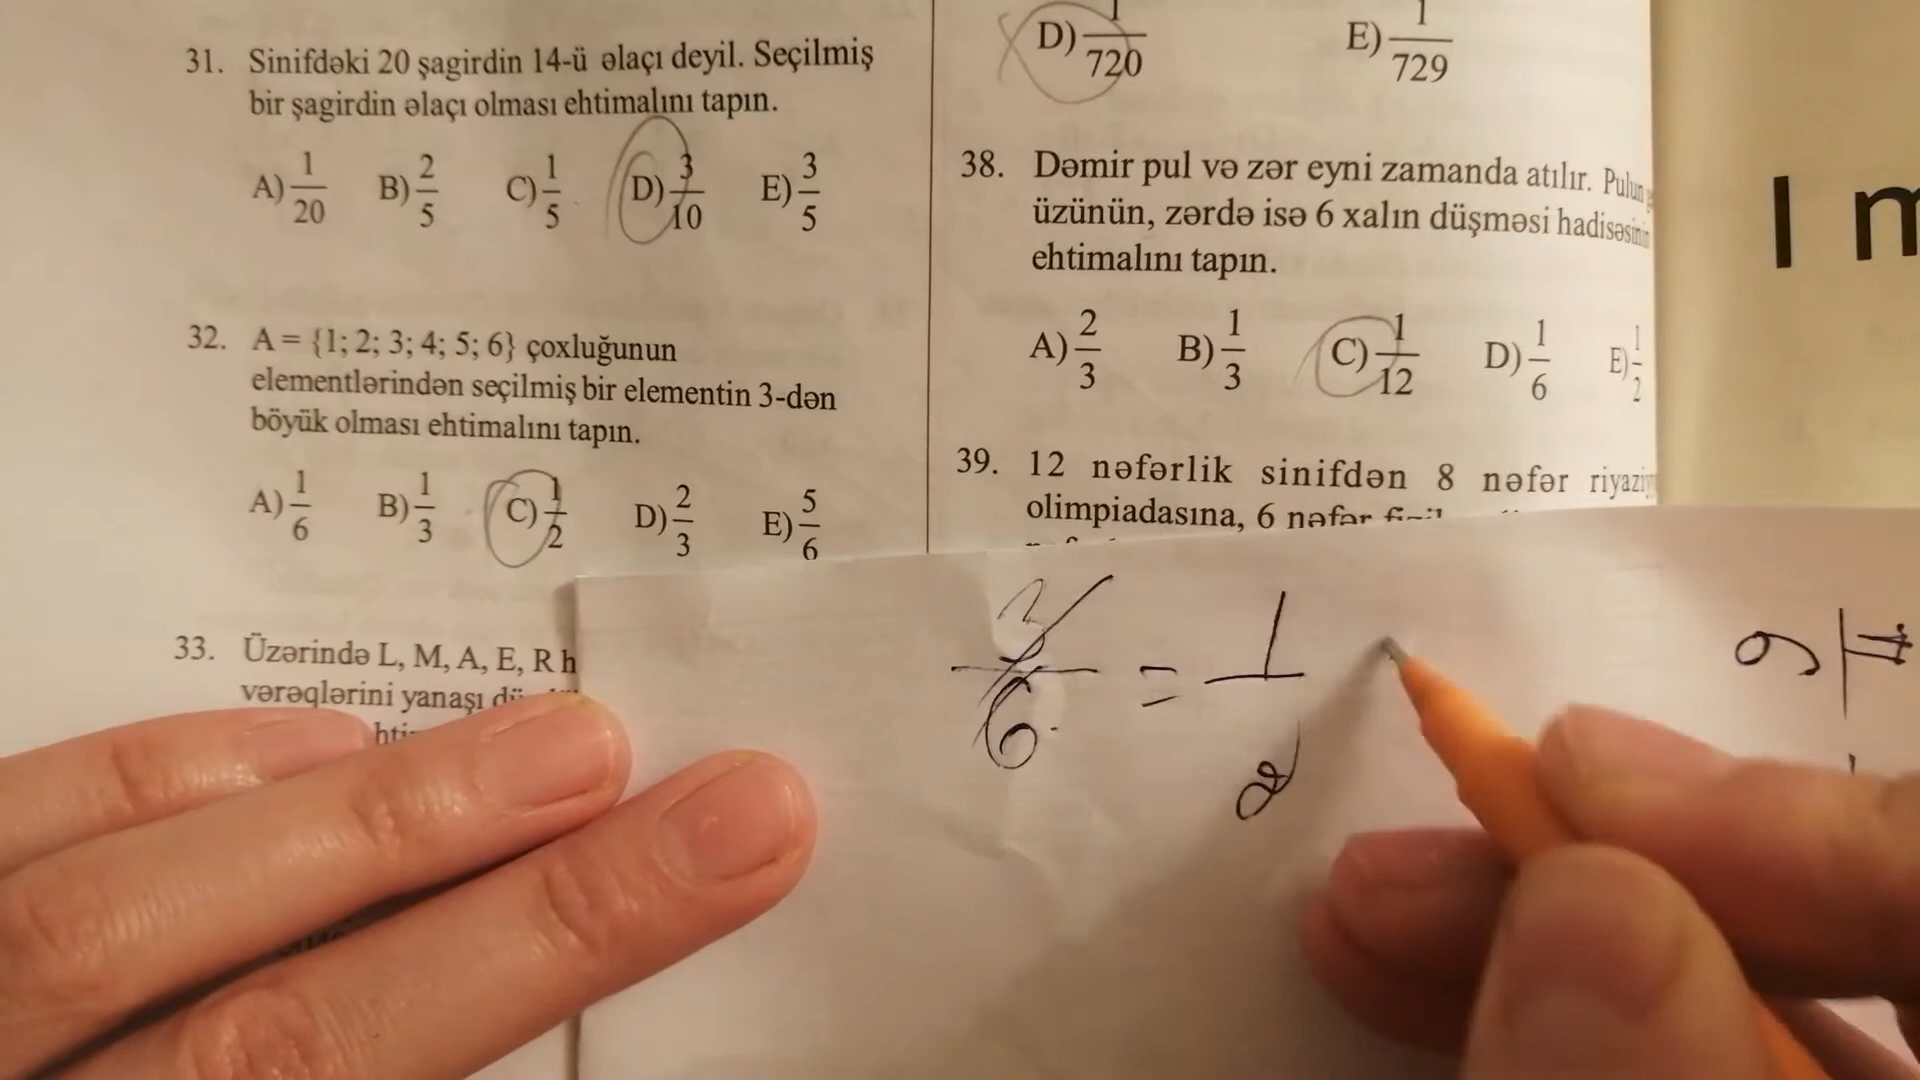 31. Sinifdəki 20 şagirdin 14-ü əlaçı deyil. Seçilmiş
bir şagirdin əlaçı olması ehtimalını tapın.
A) 1/20 B) 2/5 C) 1/5 D) 3/10 E) 3/5
32. A = {1; 2; 3; 4; 5; 6} çoxluğunun
elementlərindən seçilmiş bir elementin 3-dən
böyük olması ehtimalını tapın.
A) 1/6 B) 1/3 C) 1/2 D) 2/3 E) 5/6
33. Üzərində L, M, A, E, R h
vərəqlərini yanaşı
D) 1/720 E) 1/729
38. Dəmir pul və zər eyni zamanda atılır. Pulun
üzünün, zərdə isə 6 xalın düşməsi hadisəsinin
ehtimalını tapın.
A) 2/3 B) 1/3 C) 1/12 D) 1/6 E) 1/2
39. 12 nəfərlik sinifdən 8 nəfər
olimpiadasına, 6 nəfər
3/6 = 1/2